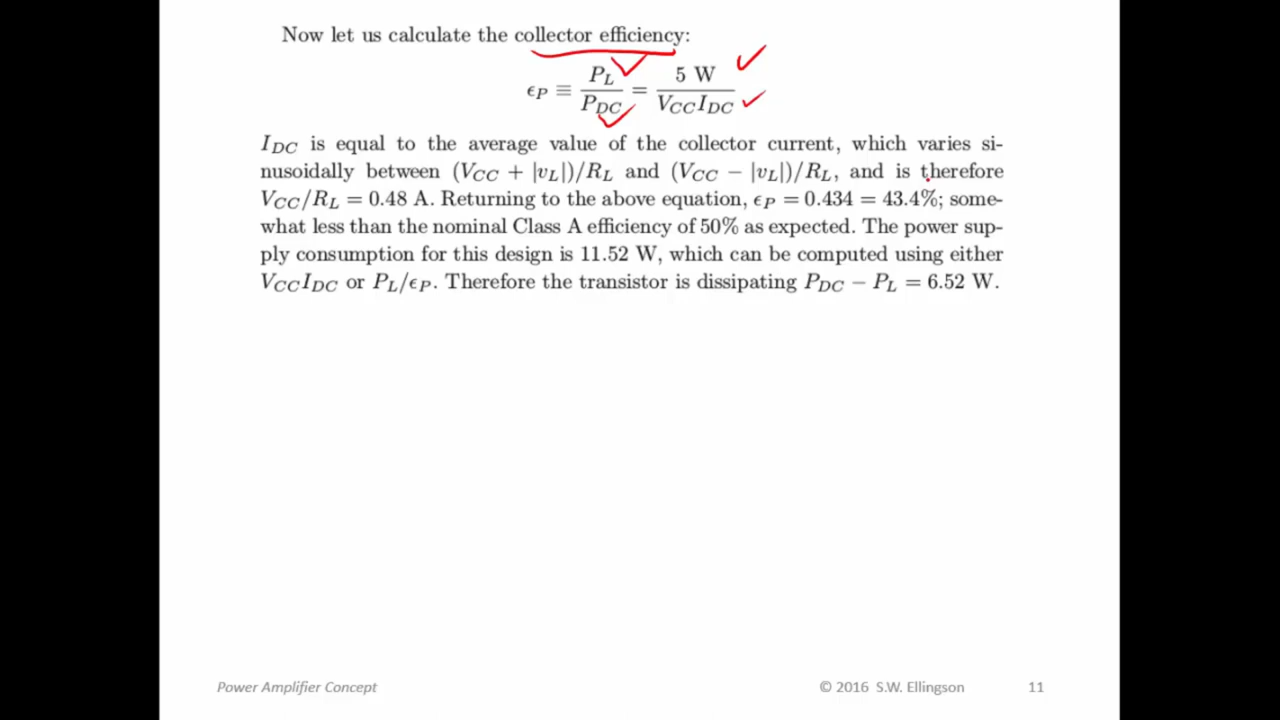 Now let us calculate the collector efficiency:
ϵP ≡ PL / PDC = 5 W / VCC IDC
IDC is equal to the average value of the collector current, which varies si-
nusoidally between (VCC + |vL|)/RL and (VCC − |vL|)/RL, and is therefore
VCC/RL = 0.48 A. Returning to the above equation, ϵP = 0.434 = 43.4%; some-
what less than the nominal Class A efficiency of 50% as expected. The power sup-
ply consumption for this design is 11.52 W, which can be computed using either
VCCIDC or PL/ϵP. Therefore the transistor is dissipating PDC − PL = 6.52 W.
Power Amplifier Concept © 2016 S.W. Ellingson 11